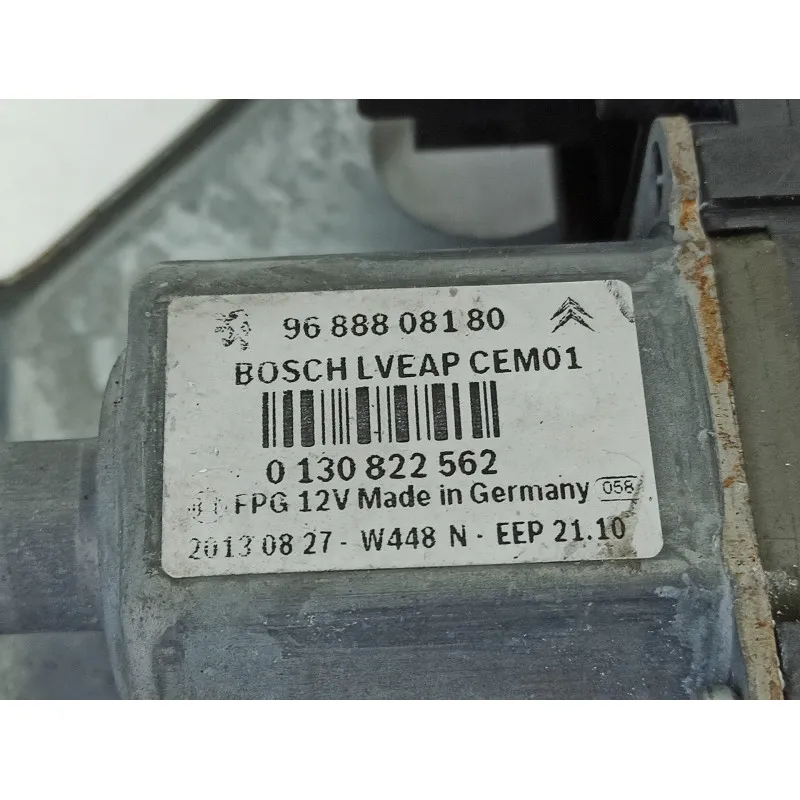 96 888 081 80
BOSCH LVEAP CEM01
0 130 822 562
FPG 12V Made in Germany 058
2013 08 27 - W448 N - EEP 21.10